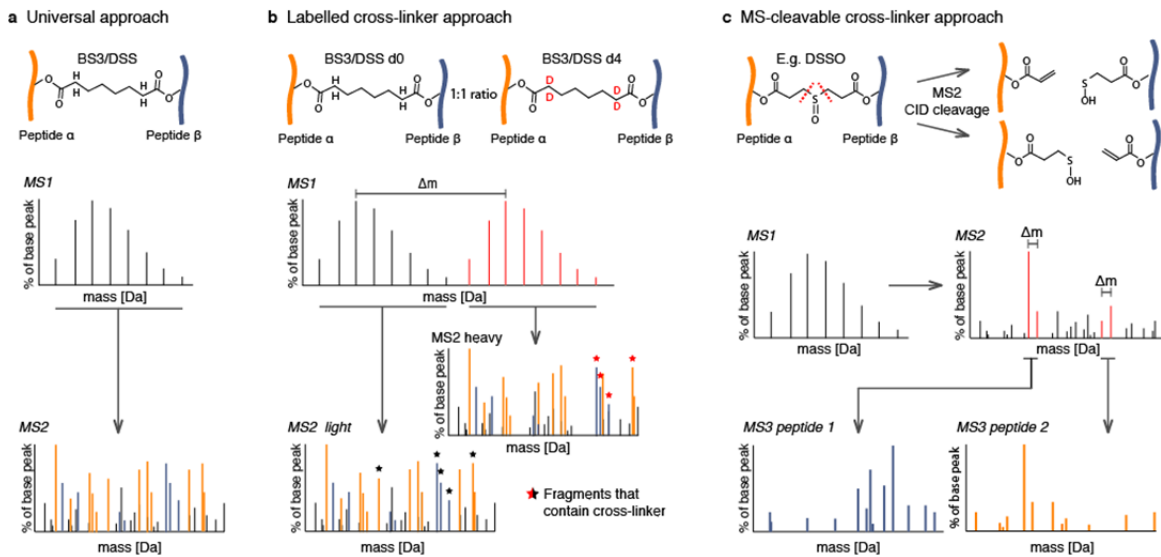 a Universal approach
BS3/DSS
H
H
H
H
O
O
O
O
Peptide α
Peptide β
MS1
% of base peak
mass [Da]
MS2
% of base peak
mass [Da]
b Labelled cross-linker approach
BS3/DSS d0
H
H
H
H
O
O
O
O
Peptide α
Peptide β
1:1 ratio
BS3/DSS d4
D
D
D
D
O
O
O
O
Peptide α
Peptide β
MS1
Δm
% of base peak
mass [Da]
MS2 heavy
% of base peak
mass [Da]
MS2 light
% of base peak
mass [Da]
Fragments that
contain cross-linker
c MS-cleavable cross-linker approach
E.g. DSSO
O
O
S
O
O
O
Peptide α
Peptide β
MS2
CID cleavage
O
O
S
OH
O
O
O
O
S
OH
O
O
MS1
% of base peak
mass [Da]
MS2
Δm
Δm
% of base peak
mass [Da]
MS3 peptide 1
% of base peak
mass [Da]
MS3 peptide 2
% of base peak
mass [Da]